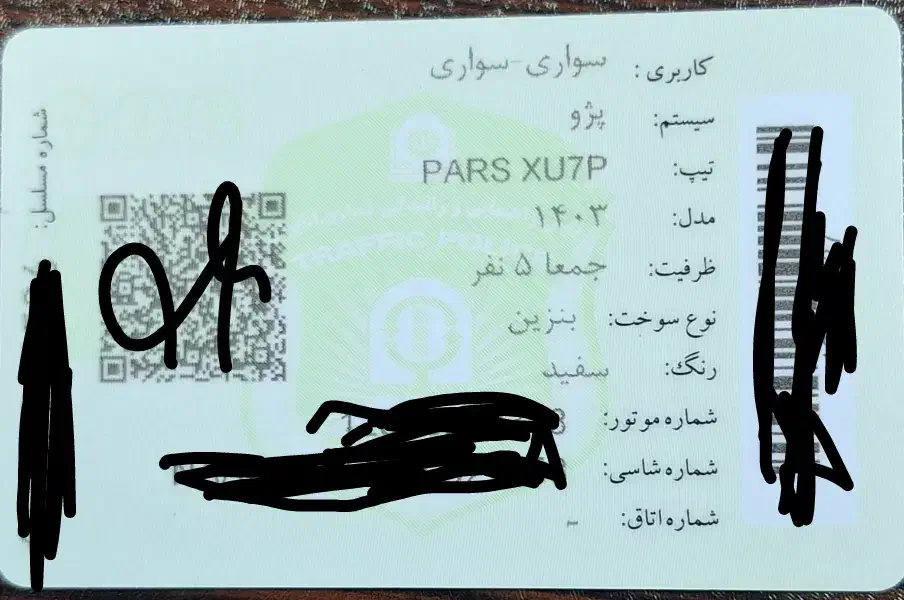 کاربری: سواری-سواری
سیستم: پژو
تیپ: PARS XU7P
مدل: ۱۴۰۳
ظرفیت: جمعا ۵ نفر
نوع سوخت: بنزین
رنگ: سفید
شماره موتور:
شماره شاسی:
شماره اتاق: -
شماره مسلسل:
TRAFFIC POLICE